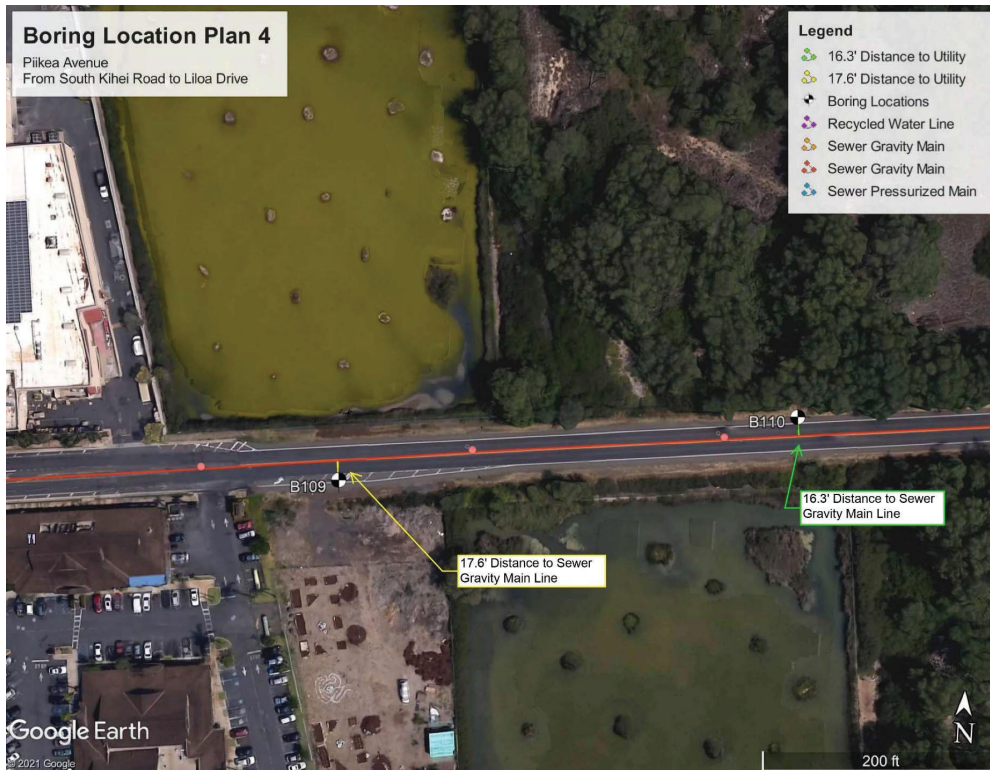 Boring Location Plan 4
Piikea Avenue
From South Kihei Road to Liloa Drive
Legend
16.3' Distance to Utility
17.6' Distance to Utility
Boring Locations
Recycled Water Line
Sewer Gravity Main
Sewer Gravity Main
Sewer Pressurized Main
B110
B109
16.3' Distance to Sewer
Gravity Main Line
17.6' Distance to Sewer
Gravity Main Line
Google Earth
© 2021 Google
N
200 ft